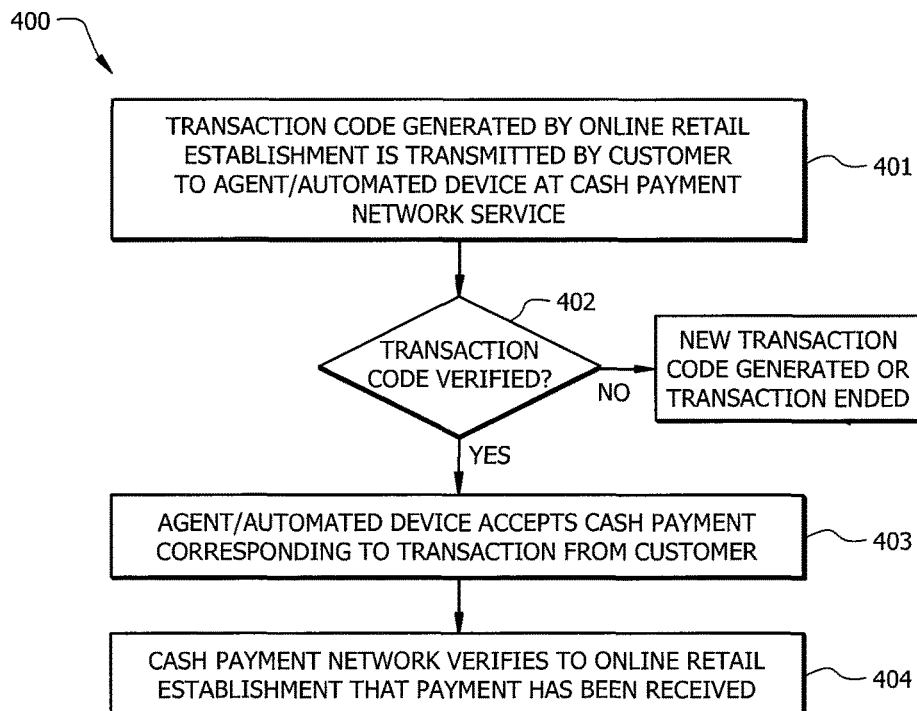 400
TRANSACTION CODE GENERATED BY ONLINE RETAIL
ESTABLISHMENT IS TRANSMITTED BY CUSTOMER
TO AGENT/AUTOMATED DEVICE AT CASH PAYMENT
NETWORK SERVICE
401
402
TRANSACTION
CODE VERIFIED?
NO
NEW TRANSACTION
CODE GENERATED OR
TRANSACTION ENDED
YES
AGENT/AUTOMATED DEVICE ACCEPTS CASH PAYMENT
CORRESPONDING TO TRANSACTION FROM CUSTOMER
403
CASH PAYMENT NETWORK VERIFIES TO ONLINE RETAIL
ESTABLISHMENT THAT PAYMENT HAS BEEN RECEIVED
404